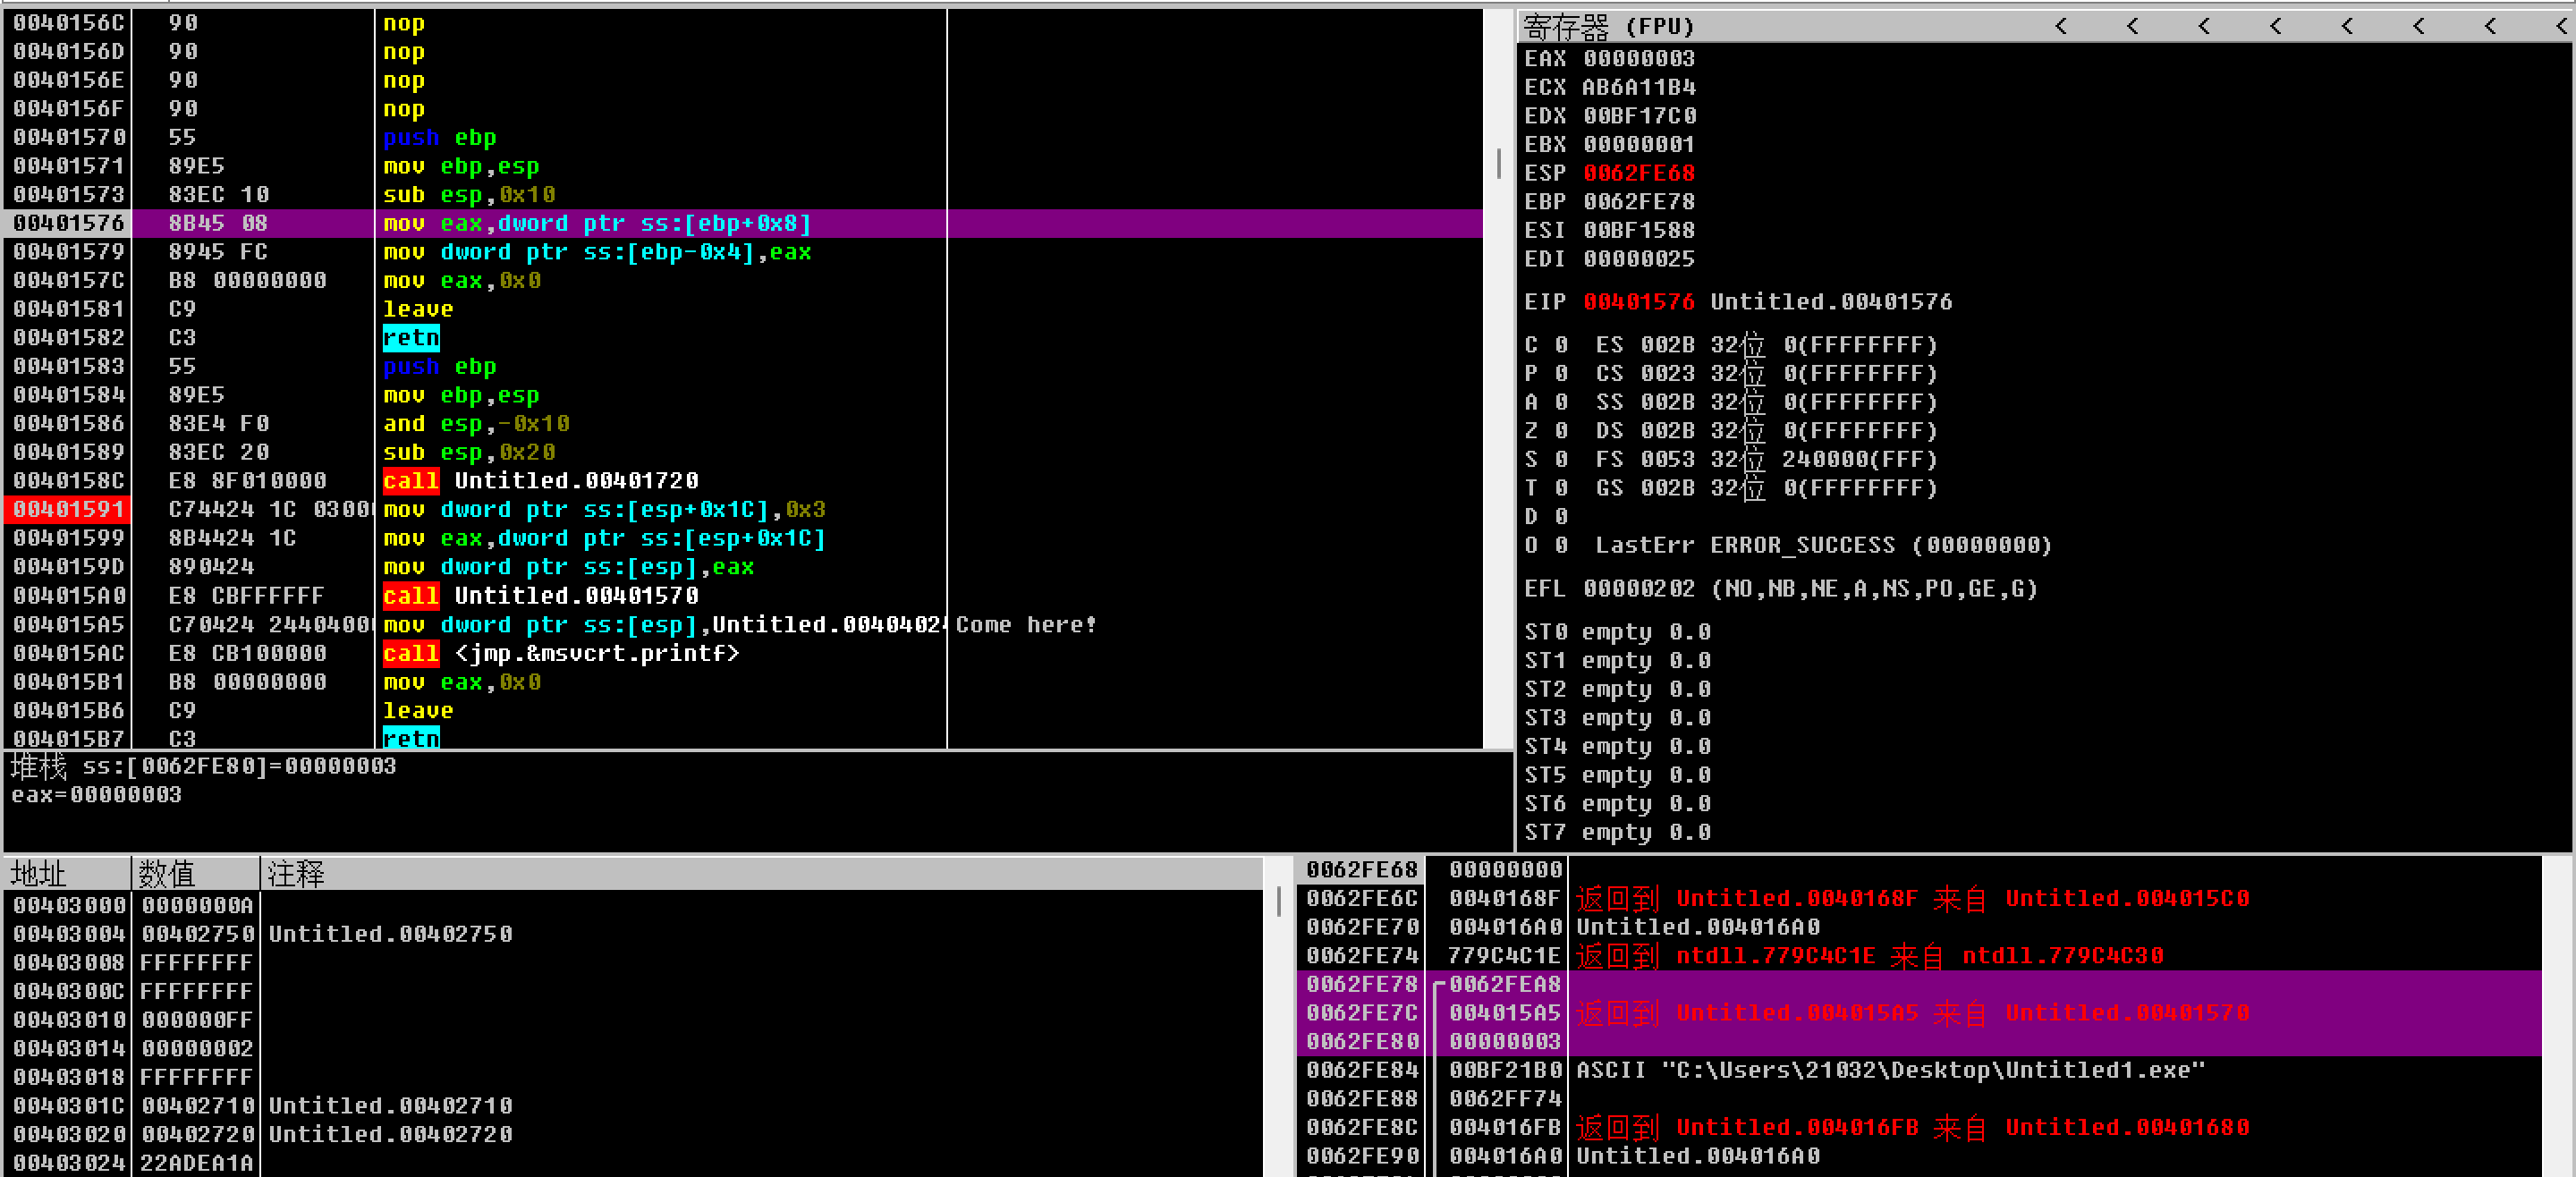 0040156C 90 nop
0040156D 90 nop
0040156E 90 nop
0040156F 90 nop
00401570 55 push ebp
00401571 89E5 mov ebp,esp
00401573 83EC 10 sub esp,0x10
00401576 8B45 08 mov eax,dword ptr ss:[ebp+0x8]
00401579 8945 FC mov dword ptr ss:[ebp-0x4],eax
0040157C B8 00000000 mov eax,0x0
00401581 C9 leave
00401582 C3 retn
00401583 55 push ebp
00401584 89E5 mov ebp,esp
00401586 83E4 F0 and esp,-0x10
00401589 83EC 20 sub esp,0x20
0040158C E8 8F010000 call Untitled.00401720
00401591 C74424 1C 0300 mov dword ptr ss:[esp+0x1C],0x3
00401599 8B4424 1C mov eax,dword ptr ss:[esp+0x1C]
0040159D 890424 mov dword ptr ss:[esp],eax
004015A0 E8 CBFFFFFF call Untitled.00401570
004015A5 C70424 2440400 mov dword ptr ss:[esp],Untitled.0040402 Come here!
004015AC E8 CB100000 call <jmp.&msvcrt.printf>
004015B1 B8 00000000 mov eax,0x0
004015B6 C9 leave
004015B7 C3 retn
堆栈 ss:[0062FE80]=00000003
eax=00000003
寄存器 (FPU) < < < < < < < <
EAX 00000003
ECX AB6A11B4
EDX 00BF17C0
EBX 00000001
ESP 0062FE68
EBP 0062FE78
ESI 00BF1588
EDI 00000025
EIP 00401576 Untitled.00401576
C 0 ES 002B 32位 0(FFFFFFFF)
P 0 CS 0023 32位 0(FFFFFFFF)
A 0 SS 002B 32位 0(FFFFFFFF)
Z 0 DS 002B 32位 0(FFFFFFFF)
S 0 FS 0053 32位 240000(FFF)
T 0 GS 002B 32位 0(FFFFFFFF)
D 0
O 0 LastErr ERROR_SUCCESS (00000000)
EFL 00000202 (NO,NB,NE,A,NS,PO,GE,G)
ST0 empty 0.0
ST1 empty 0.0
ST2 empty 0.0
ST3 empty 0.0
ST4 empty 0.0
ST5 empty 0.0
ST6 empty 0.0
ST7 empty 0.0
地址 数值 注释
00403000 0000000A
00403004 00402750 Untitled.00402750
00403008 FFFFFFFF
0040300C FFFFFFFF
00403010 000000FF
00403014 00000002
00403018 FFFFFFFF
0040301C 00402710 Untitled.00402710
00403020 00402720 Untitled.00402720
00403024 22ADEA1A
0062FE68 00000000
0062FE6C 0040168F 返回到 Untitled.0040168F 来自 Untitled.004015C0
0062FE70 004016A0 Untitled.004016A0
0062FE74 779C4C1E 返回到 ntdll.779C4C1E 来自 ntdll.779C4C30
0062FE78 0062FEA8
0062FE7C 004015A5 返回到 Untitled.004015A5 来自 Untitled.00401570
0062FE80 00000003
0062FE84 00BF21B0 ASCII "C:\Users\21032\Desktop\Untitled1.exe"
0062FE88 0062FF74
0062FE8C 004016FB 返回到 Untitled.004016FB 来自 Untitled.00401680
0062FE90 004016A0 Untitled.004016A0